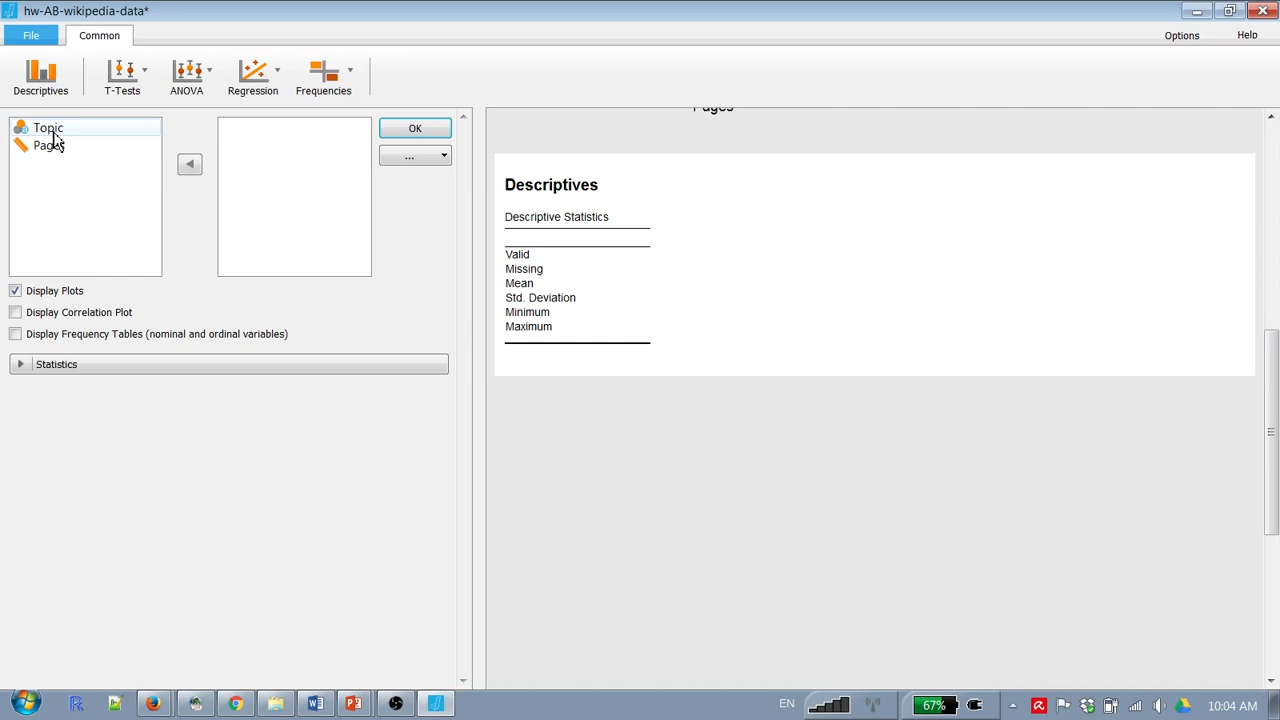 hw-AB-wikipedia-data*
File
Common
Options
Help
Descriptives
T-Tests
ANOVA
Regression
Frequencies
Topic
Pages
OK
...
Display Plots
Display Correlation Plot
Display Frequency Tables (nominal and ordinal variables)
Statistics
Pages
Descriptives
Descriptive Statistics
Valid
Missing
Mean
Std. Deviation
Minimum
Maximum
EN
67%
10:04 AM